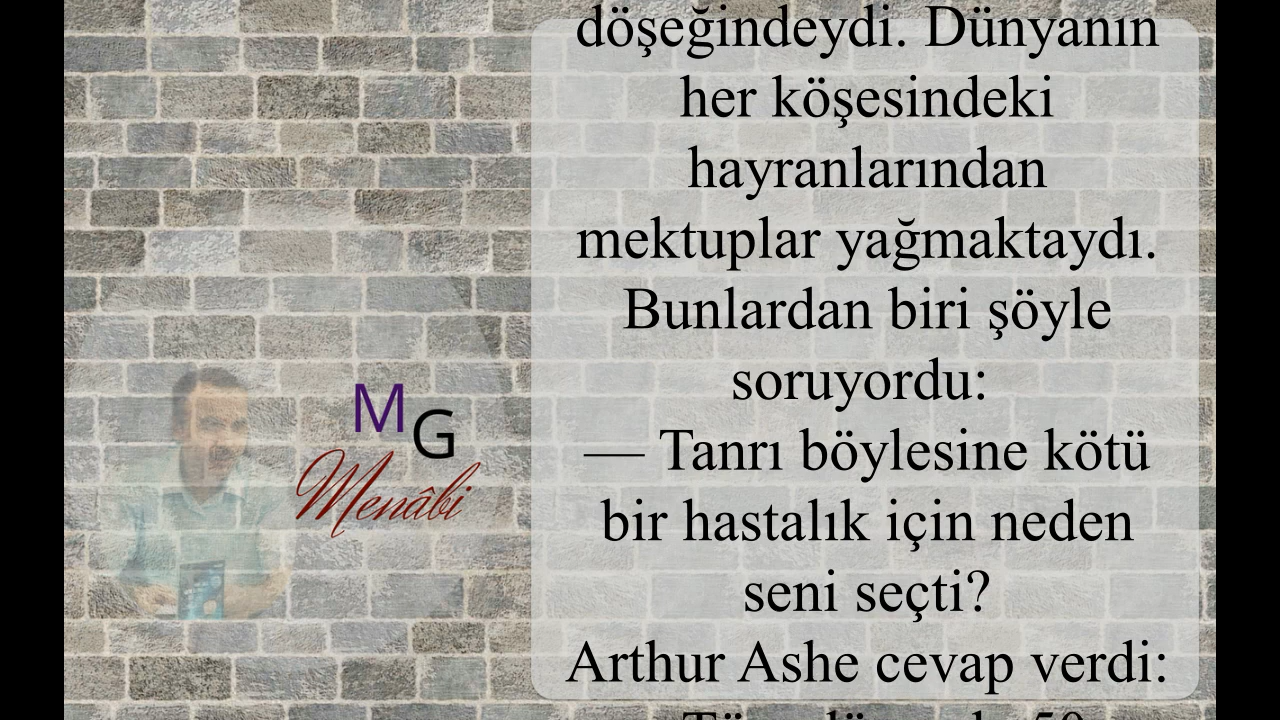 döşeğindeydi. Dünyanın
her köşesindeki
hayranlarından
mektuplar yağmaktaydı.
Bunlardan biri şöyle
soruyordu:
— Tanrı böylesine kötü
bir hastalık için neden
seni seçti?
Arthur Ashe cevap verdi:
MG
Menâbi